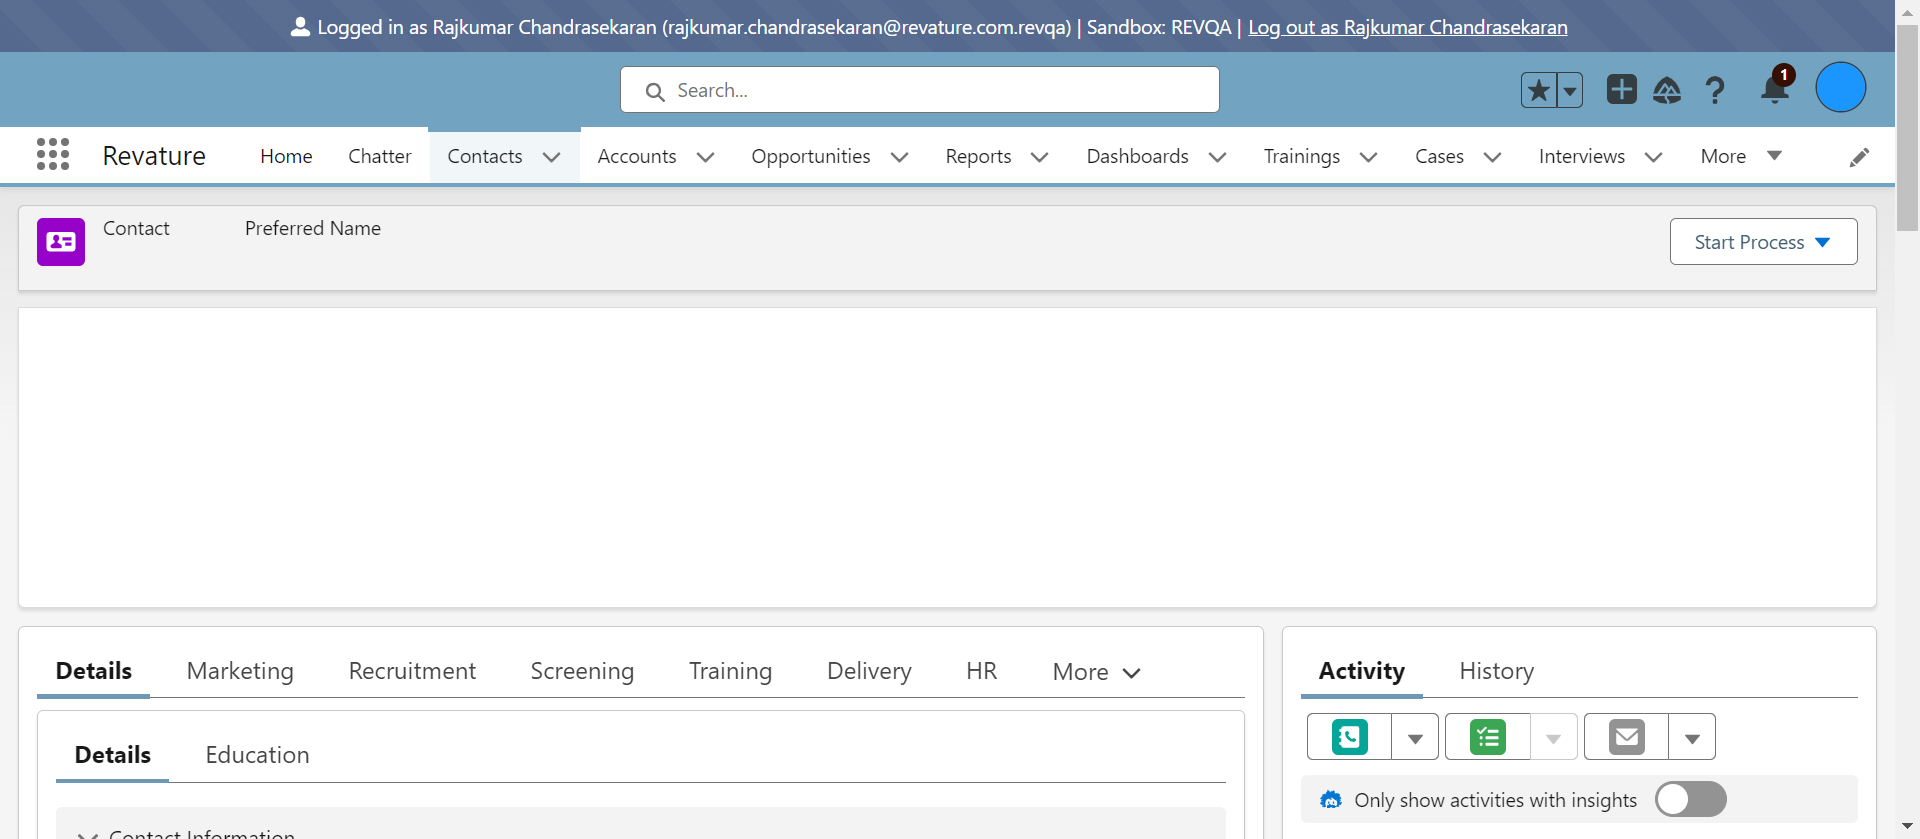 Logged in as Rajkumar Chandrasekaran (rajkumar.chandrasekaran@revature.com.revqa) | Sandbox: REVQA | Log out as Rajkumar Chandrasekaran
Search...
1
Revature Home Chatter Contacts Accounts Opportunities Reports Dashboards Trainings Cases Interviews More
Contact Preferred Name
Start Process
Details Marketing Recruitment Screening Training Delivery HR More
Activity History
Details Education
Only show activities with insights
Contact Information